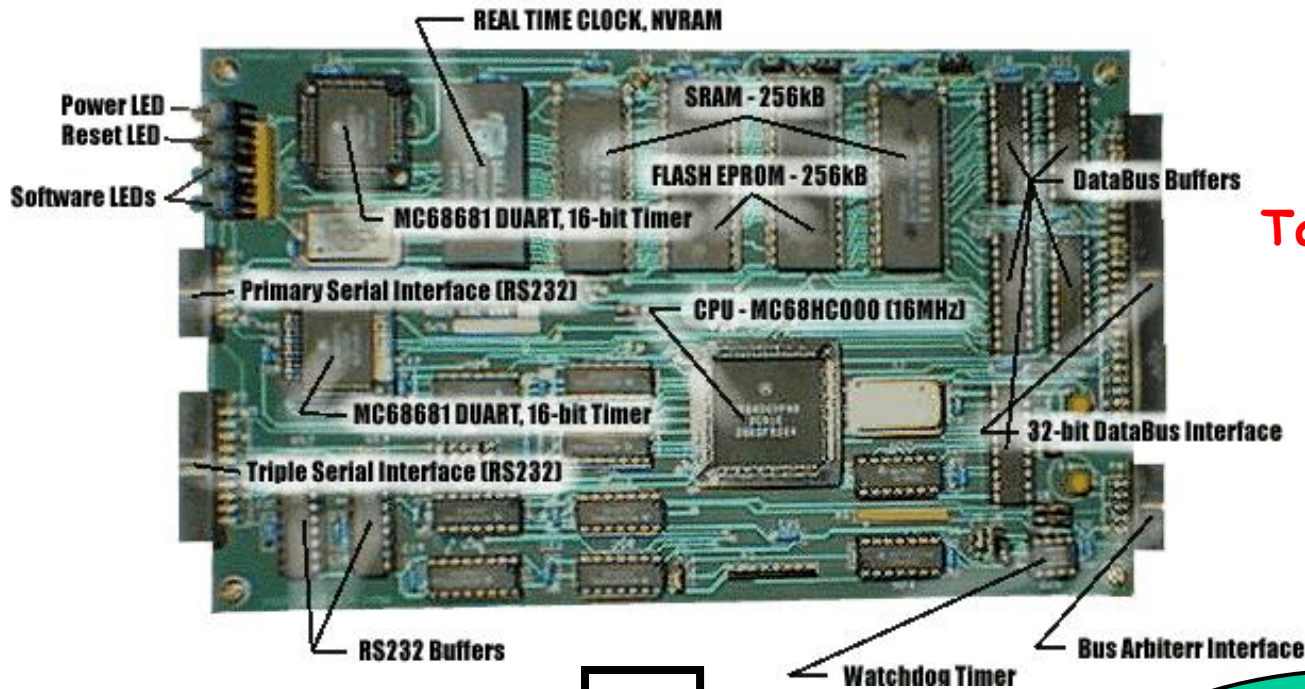 REAL TIME CLOCK, NVRAM
Power LED
Reset LED
Software LEDs
SRAM - 256kB
FLASH EPROM - 256kB
DataBus Buffers
To
MC68681 DUART, 16-bit Timer
Primary Serial Interface (RS232)
CPU - MC68HC000 (16MHz)
MC68681 DUART, 16-bit Timer
32-bit DataBus Interface
Triple Serial Interface (RS232)
RS232 Buffers
Bus Arbiterr Interface
Watchdog Timer